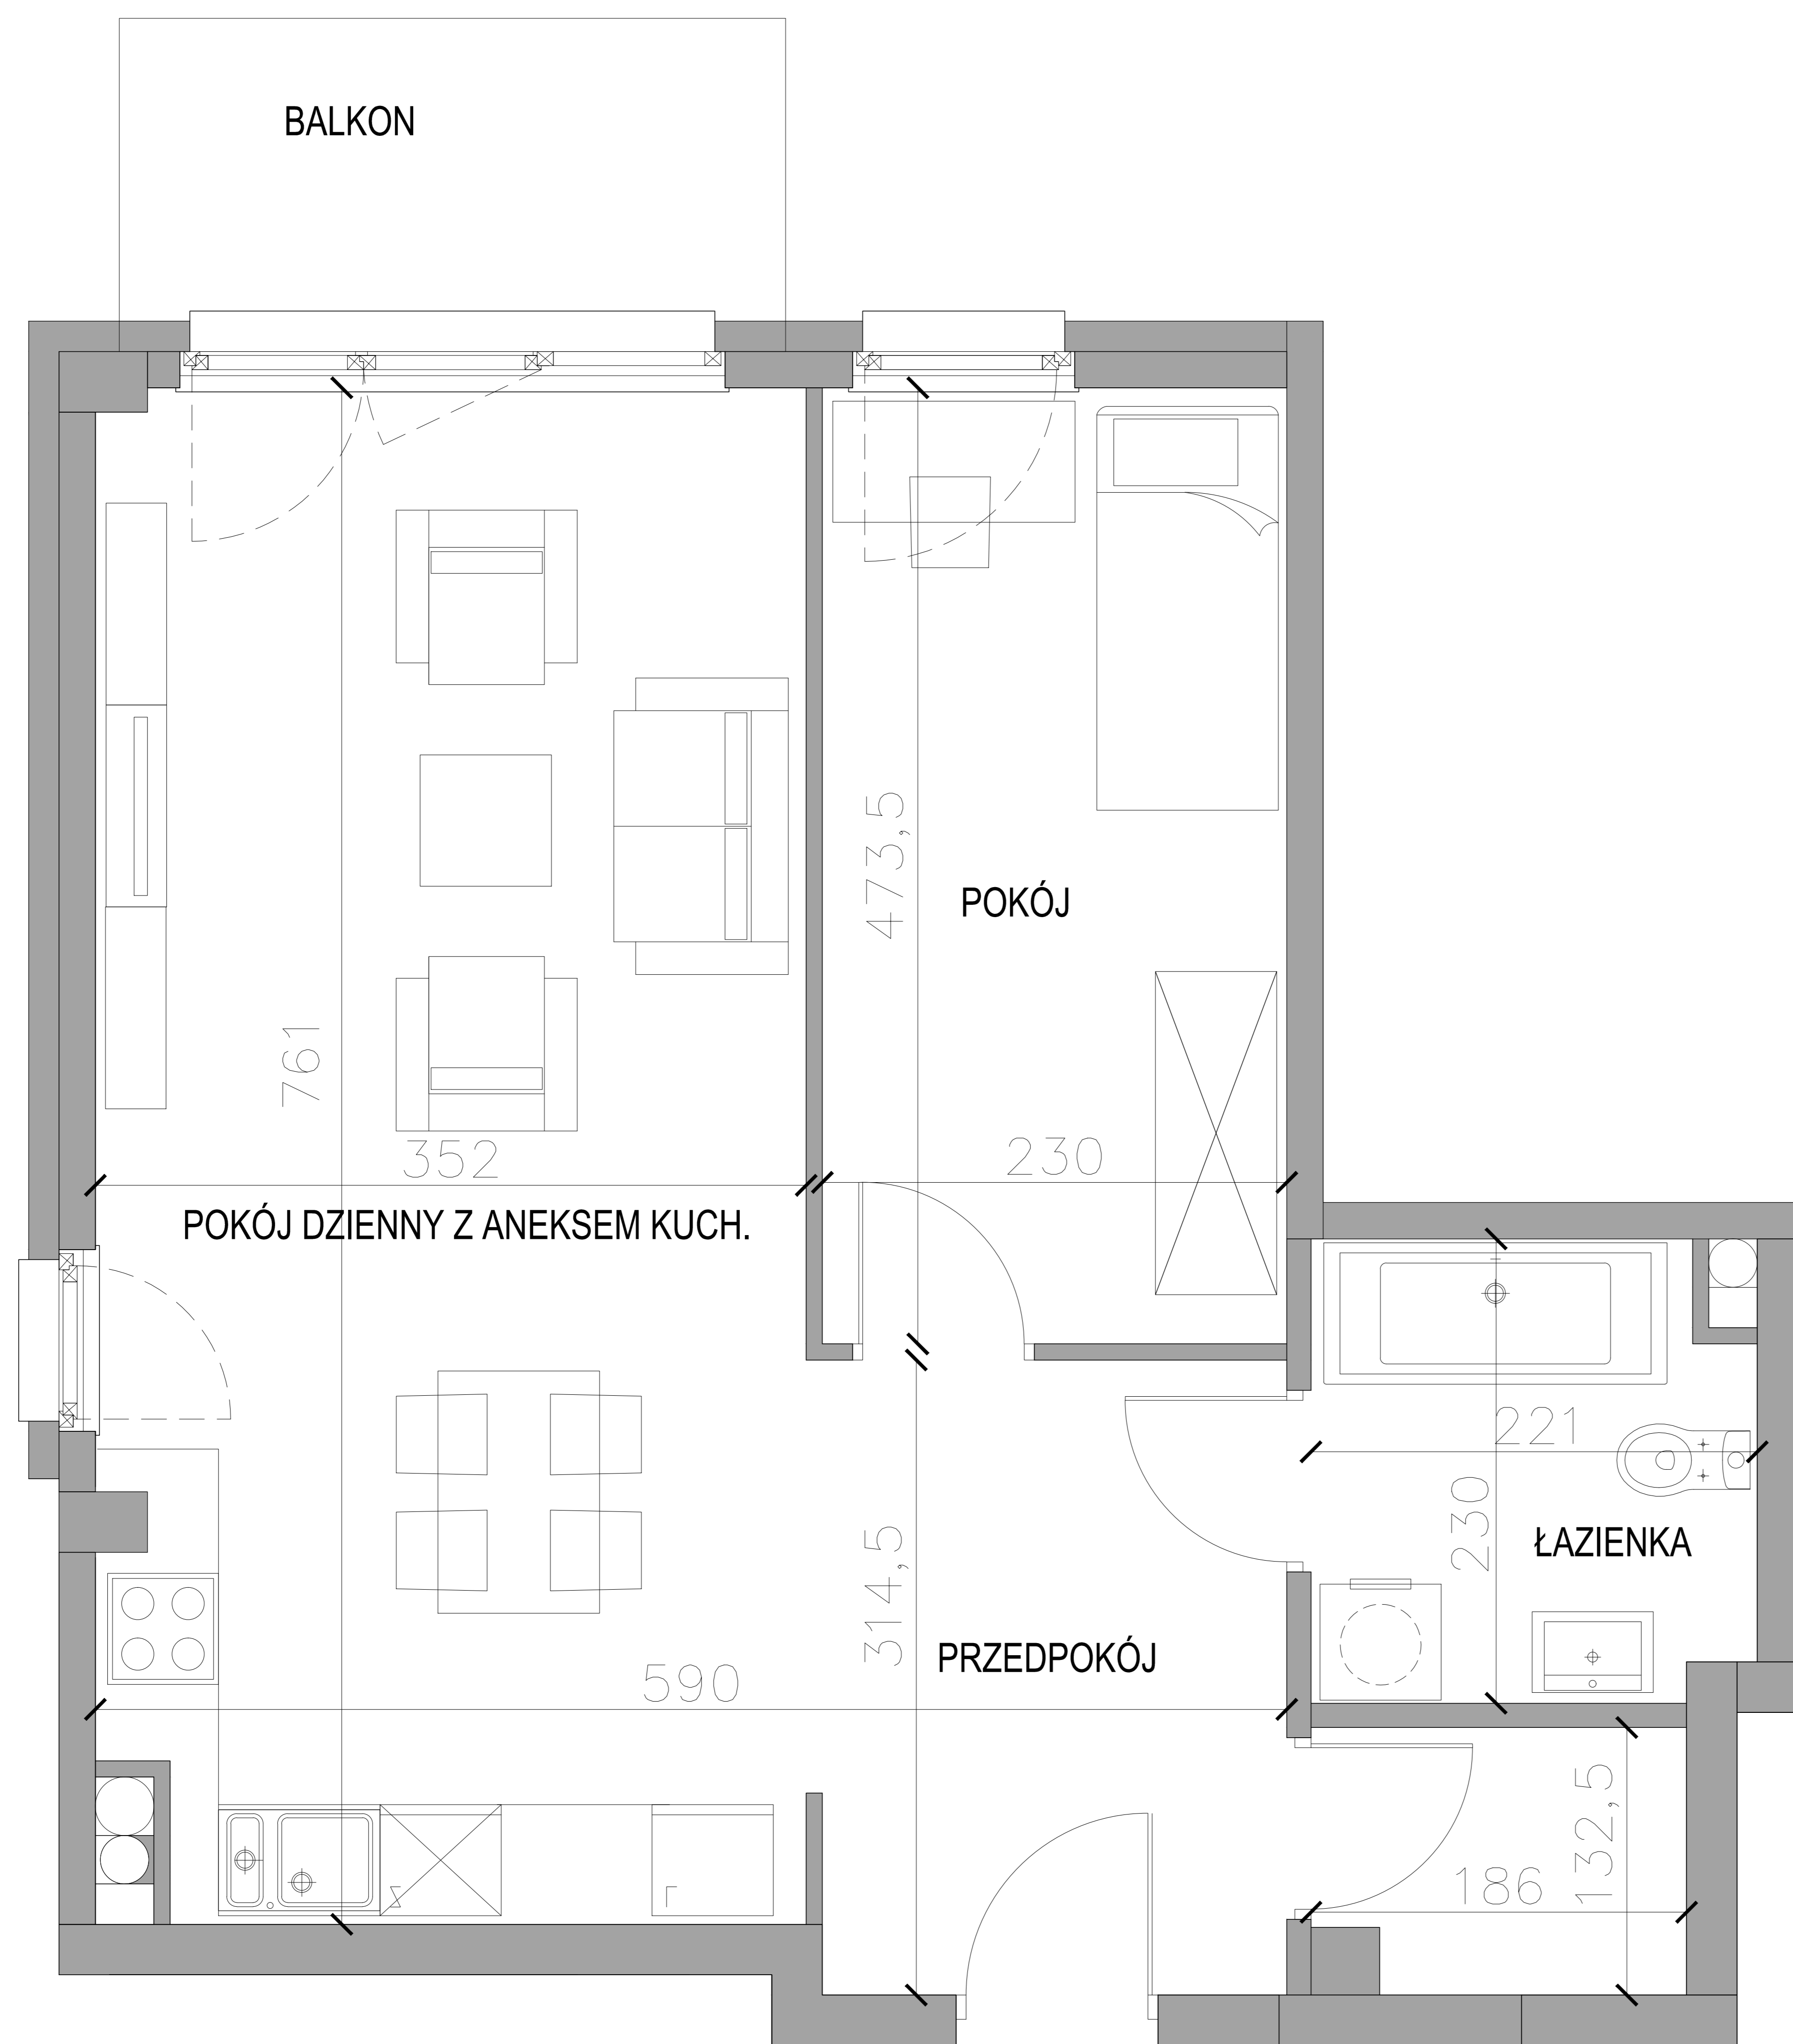 BALKON
473,5
POKÓJ
761
352
230
POKÓJ DZIENNY Z ANEKSEM KUCH.
221
230
314,5
ŁAZIENKA
PRZEDPOKÓJ
590
132,5
186
Z